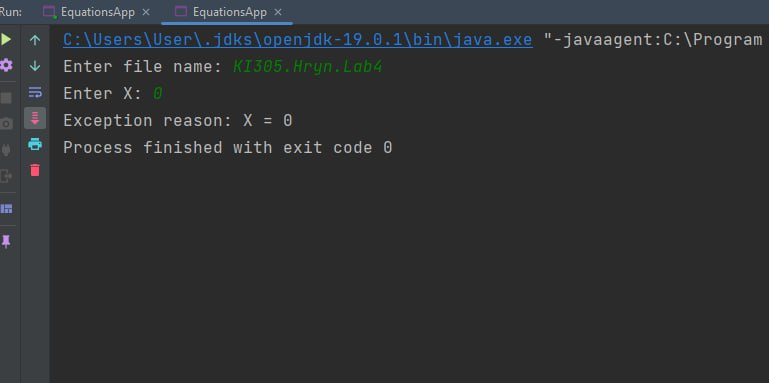 Run: EquationsApp × EquationsApp ×
C:\Users\User\.jdks\openjdk-19.0.1\bin\java.exe "-javaagent:C:\Program
Enter file name: KI305.Hryn.Lab4
Enter X: 0
Exception reason: X = 0
Process finished with exit code 0